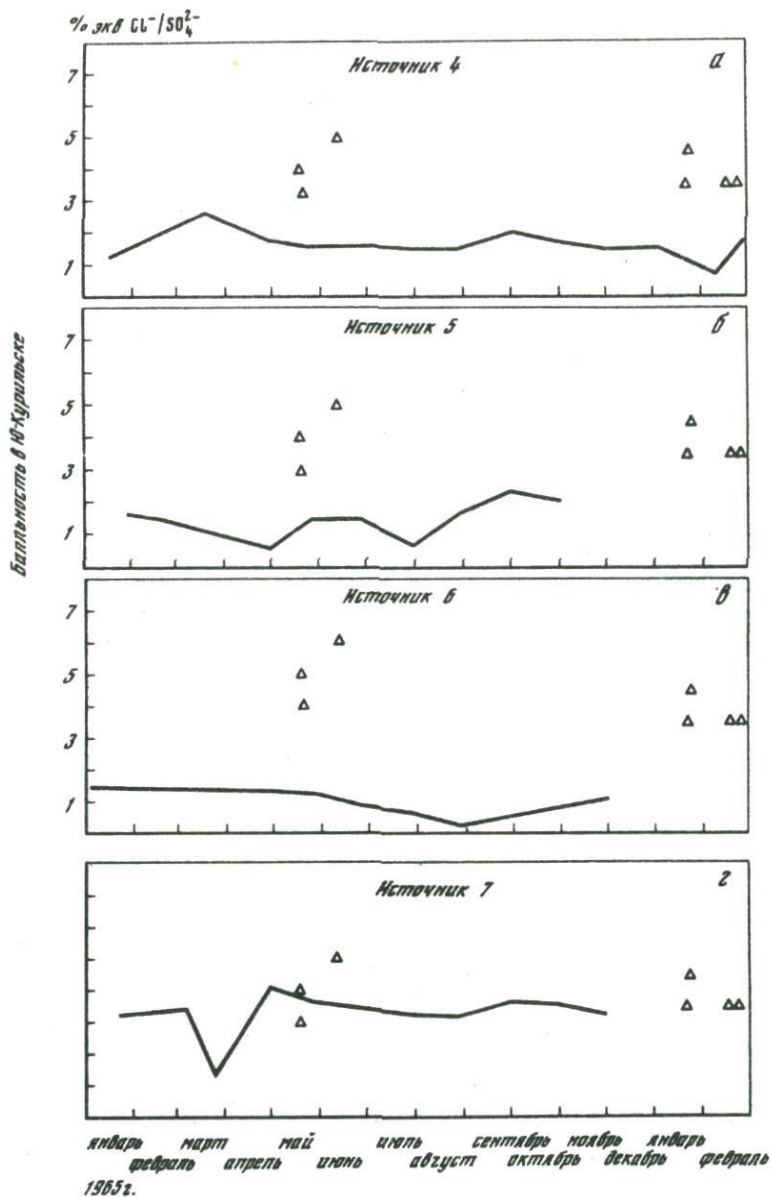 % экв Cl⁻/SO₄²⁻
Источник 4
а
7
5
3
1
Источник 5
б
7
5
3
1
Источник 6
в
7
5
3
1
Источник 7
г
Балльность в Ю-Курильске
январь март май июль сентябрь ноябрь январь
февраль апрель июнь август октябрь декабрь февраль
1965г.